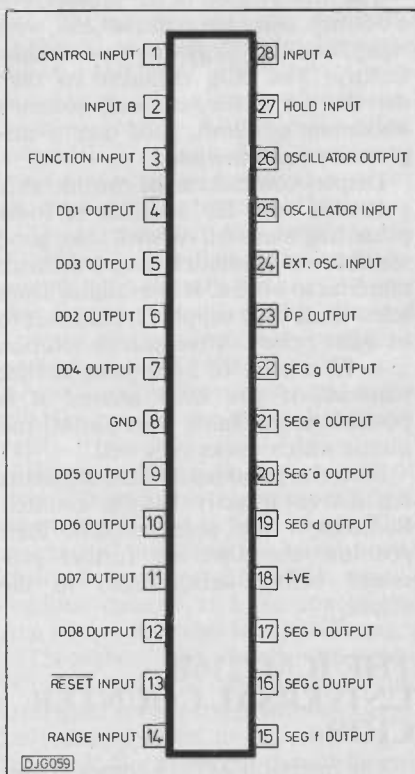 CONTROL INPUT 1
INPUT B 2
FUNCTION INPUT 3
DD1 OUTPUT 4
DD3 OUTPUT 5
DD2 OUTPUT 6
DD4 OUTPUT 7
GND 8
DD5 OUTPUT 9
DD6 OUTPUT 10
DD7 OUTPUT 11
DD8 OUTPUT 12
RESET INPUT 13
RANGE INPUT 14
28 INPUT A
27 HOLD INPUT
26 OSCILLATOR OUTPUT
25 OSCILLATOR INPUT
24 EXT. OSC. INPUT
23 DP OUTPUT
22 SEG g OUTPUT
21 SEG e OUTPUT
20 SEG a OUTPUT
19 SEG d OUTPUT
18 +VE
17 SEG b OUTPUT
16 SEG c OUTPUT
15 SEG f OUTPUT
DJG059